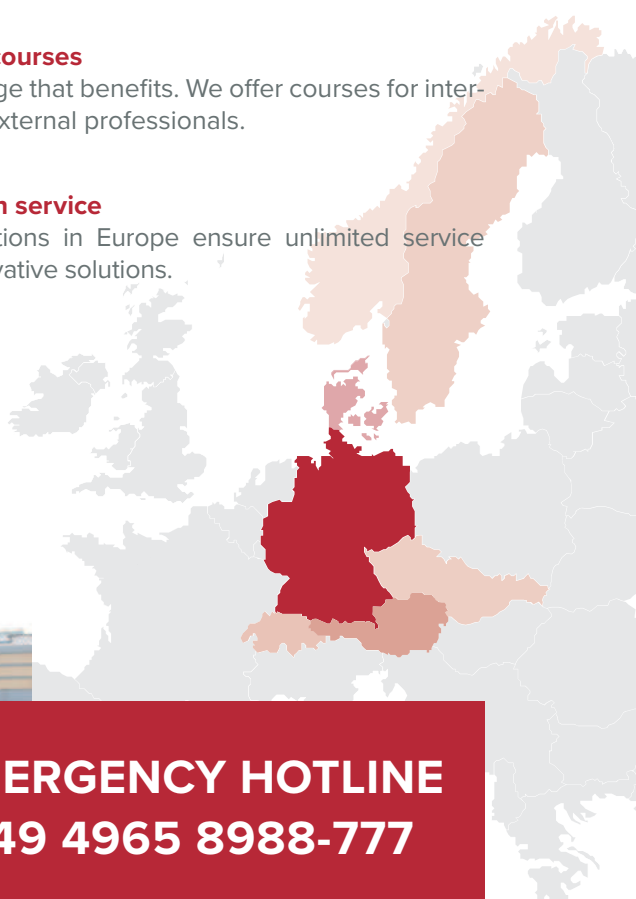 courses
ge that benefits. We offer courses for inter-
xternal professionals.
n service
tions in Europe ensure unlimited service
vative solutions.
ERGENCY HOTLINE
49 4965 8988-777